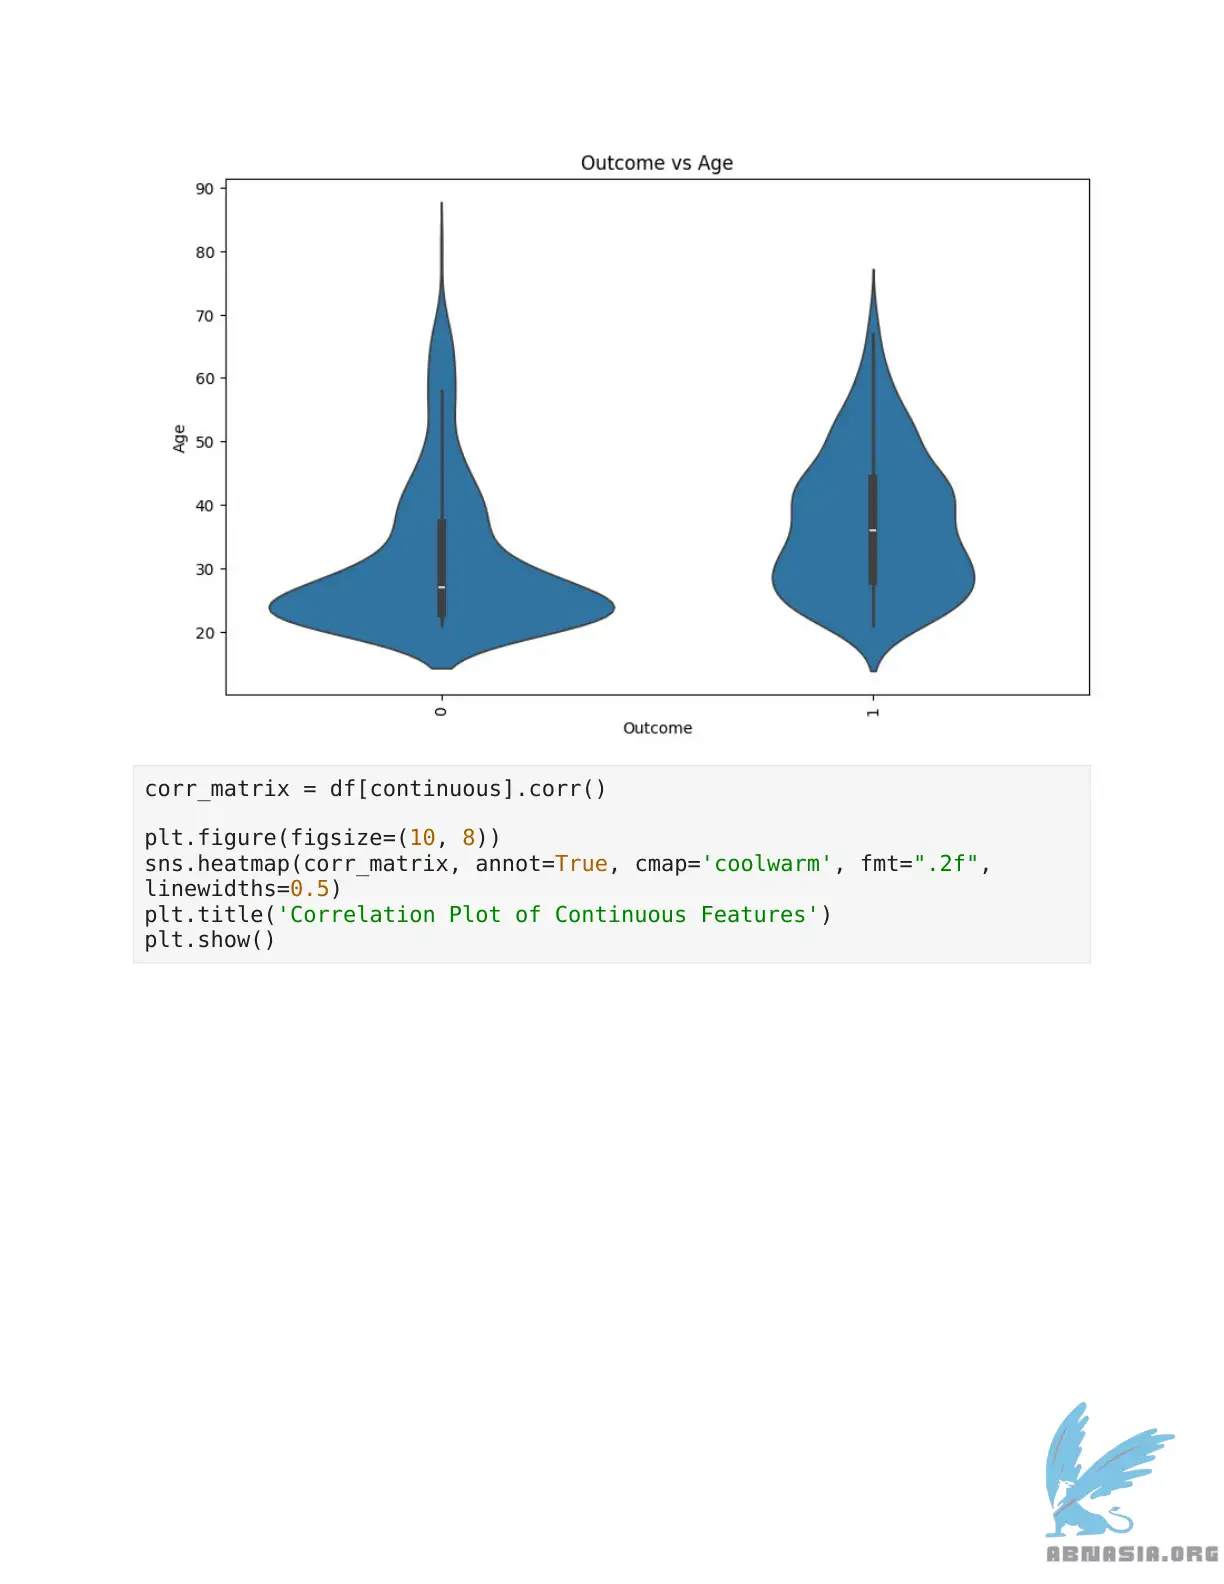 Outcome vs Age
90
80
70
60
50
40
30
20
Age
0
1
Outcome
corr_matrix = df[continuous].corr()
plt.figure(figsize=(10, 8))
sns.heatmap(corr_matrix, annot=True, cmap='coolwarm', fmt=".2f",
linewidths=0.5)
plt.title('Correlation Plot of Continuous Features')
plt.show()
ABNASIA.ORG